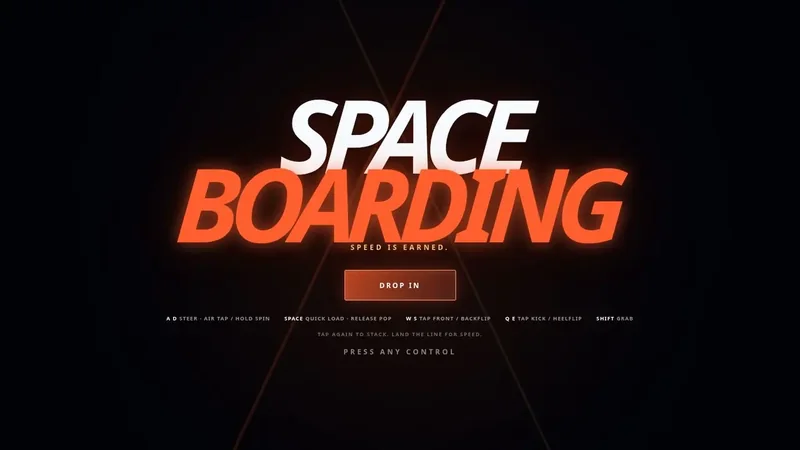 SPACE
BOARDING
SPEED IS EARNED.
DROP IN
A D STEER · AIR TAP / HOLD SPIN SPACE QUICK LOAD · RELEASE POP W S TAP FRONT / BACKFLIP Q E TAP KICK / HEELFLIP SHIFT GRAB
TAP AGAIN TO STACK. LAND THE LINE FOR SPEED.
PRESS ANY CONTROL